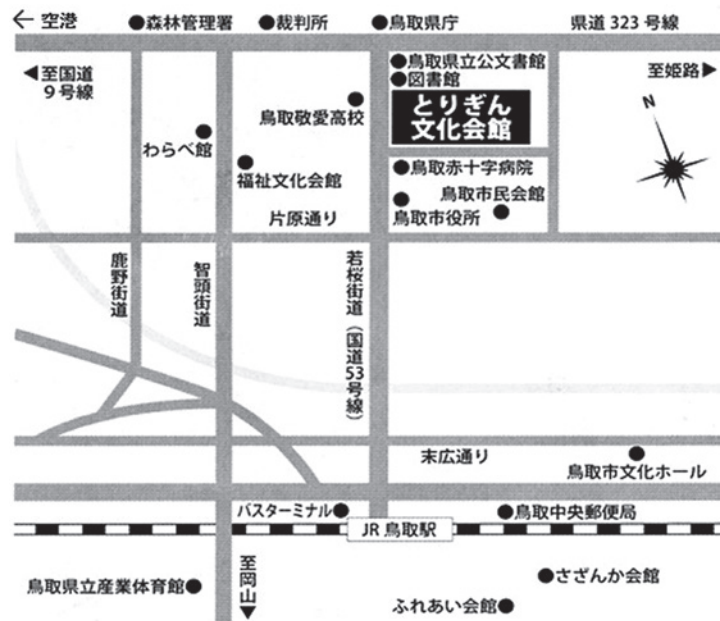 ← 空港
●森林管理署
●裁判所
●鳥取県庁
県道 323 号線
◀至国道
9号線
●鳥取県立公文書館
●図書館
至姫路▶
とりぎん
文化会館
N
鳥取敬愛高校
わらべ館
福祉文化会館
●鳥取赤十字病院
鳥取市民会館
鳥取市役所
片原通り
鹿野街道
智頭街道
若桜街道（国道53号線）
末広通り
鳥取市文化ホール
バスターミナル●
●鳥取中央郵便局
JR 鳥取駅
至岡山▼
鳥取県立産業体育館●
●さざんか会館
ふれあい会館●